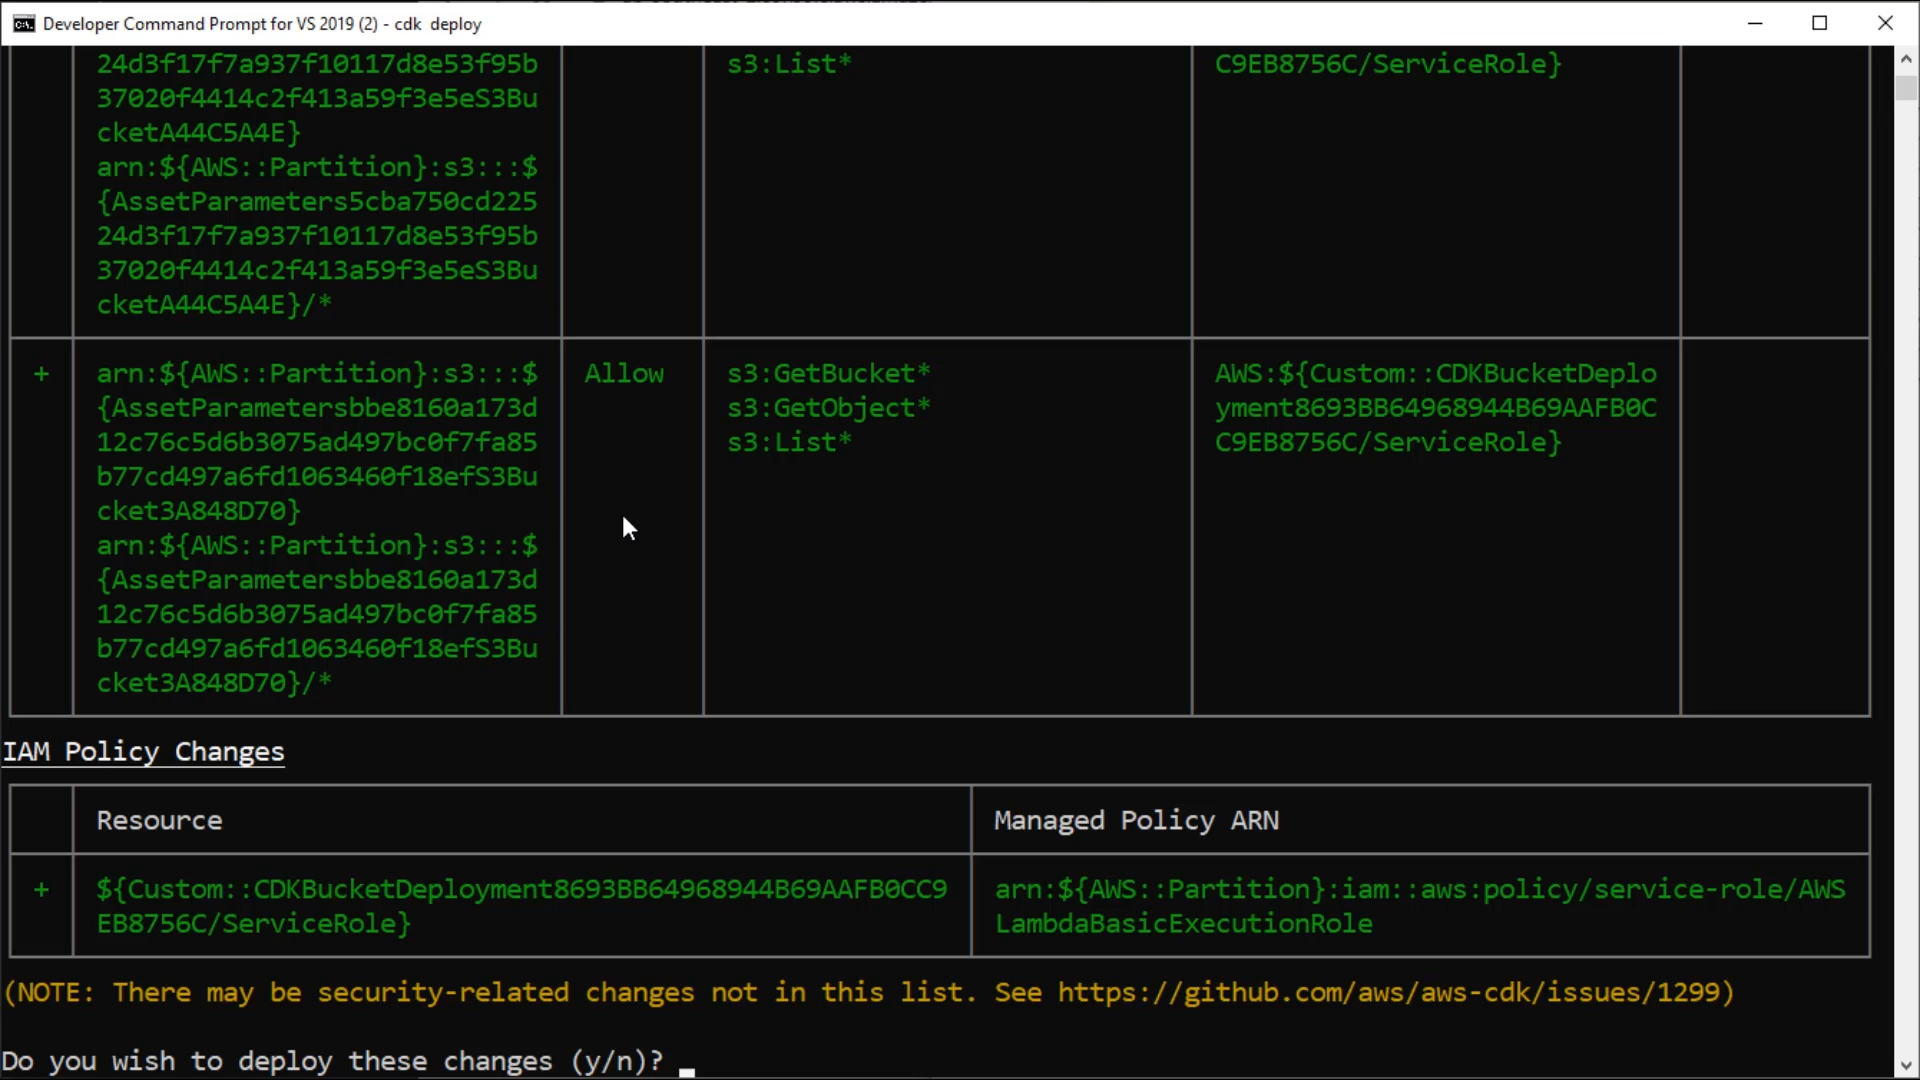 Developer Command Prompt for VS 2019 (2) - cdk  deploy
24d3f17f7a937f10117d8e53f95b s3:List* C9EB8756C/ServiceRole}
37020f4414c2f413a59f3e5eS3Bu
cketA44C5A4E}
arn:${AWS::Partition}:s3:::$
{AssetParameters5cba750cd225
24d3f17f7a937f10117d8e53f95b
37020f4414c2f413a59f3e5eS3Bu
cketA44C5A4E}/*
+ arn:${AWS::Partition}:s3:::$ Allow s3:GetBucket* AWS:${Custom::CDKBucketDeplo
{AssetParametersbbe8160a173d s3:GetObject* yment8693BB64968944B69AAFB0C
12c76c5d6b3075ad497bc0f7fa85 s3:List* C9EB8756C/ServiceRole}
b77cd497a6fd1063460f18efS3Bu
cket3A848D70}
arn:${AWS::Partition}:s3:::$
{AssetParametersbbe8160a173d
12c76c5d6b3075ad497bc0f7fa85
b77cd497a6fd1063460f18efS3Bu
cket3A848D70}/*
IAM Policy Changes
Resource Managed Policy ARN
+ ${Custom::CDKBucketDeployment8693BB64968944B69AAFB0CC9 arn:${AWS::Partition}:iam::aws:policy/service-role/AWS
EB8756C/ServiceRole} LambdaBasicExecutionRole
(NOTE: There may be security-related changes not in this list. See https://github.com/aws/aws-cdk/issues/1299)
Do you wish to deploy these changes (y/n)?